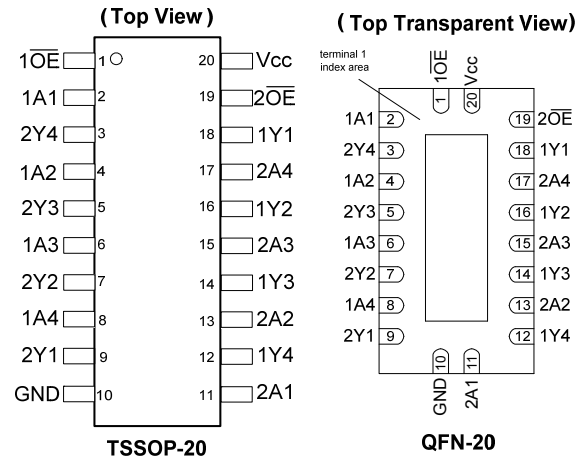 (Top View)
1O̅E̅ 1 20 Vcc
1A1 2 19 2O̅E̅
2Y4 3 18 1Y1
1A2 4 17 2A4
2Y3 5 16 1Y2
1A3 6 15 2A3
2Y2 7 14 1Y3
1A4 8 13 2A2
2Y1 9 12 1Y4
GND 10 11 2A1
TSSOP-20
( Top Transparent View)
terminal 1
index area
1O̅E̅ Vcc
1 20
1A1 2 19 2O̅E̅
2Y4 3 18 1Y1
1A2 4 17 2A4
2Y3 5 16 1Y2
1A3 6 15 2A3
2Y2 7 14 1Y3
1A4 8 13 2A2
2Y1 9 12 1Y4
10 11
GND 2A1
QFN-20